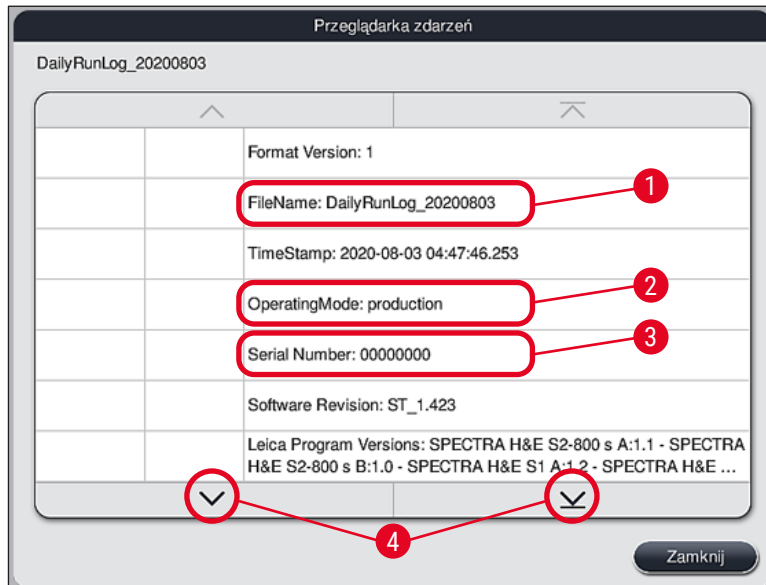 Przeglądarka zdarzeń
DailyRunLog_20200803
Format Version: 1
FileName: DailyRunLog_20200803
1
TimeStamp: 2020-08-03 04:47:46.253
2
OperatingMode: production
3
Serial Number: 00000000
Software Revision: ST_1.423
Leica Program Versions: SPECTRA H&E S2-800 s A:1.1 - SPECTRA
H&E S2-800 s B:1.0 - SPECTRA H&E S1 A:1.2 - SPECTRA H&E ...
4
Zamknij